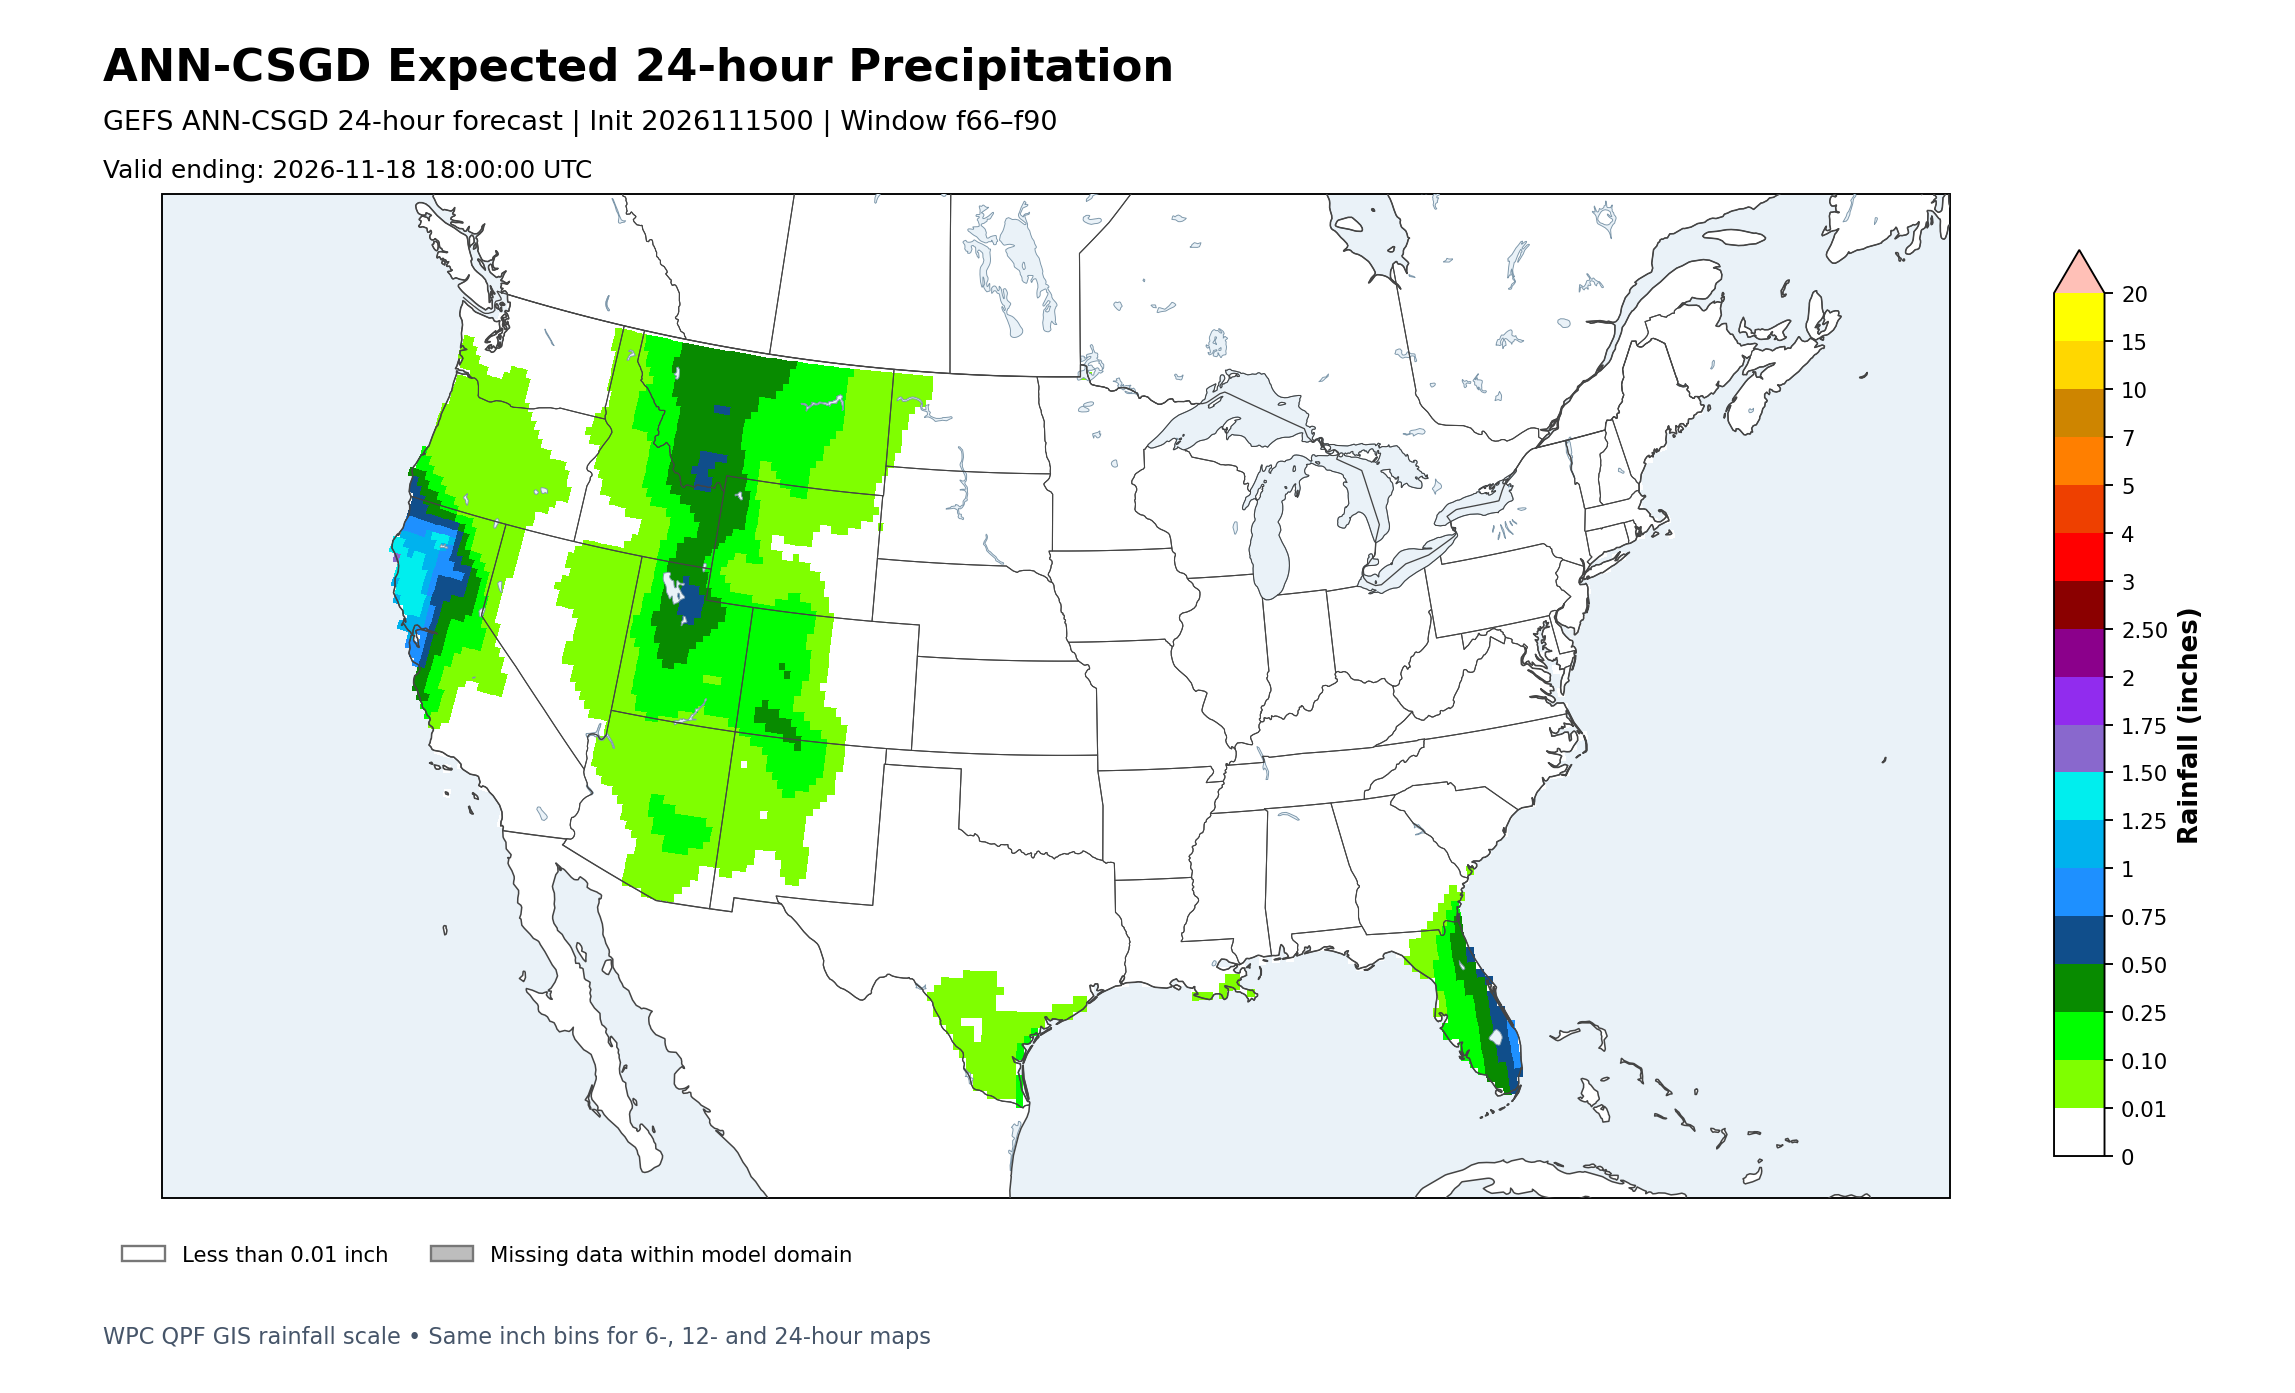 ANN-CSGD Expected 24-hour Precipitation
GEFS ANN-CSGD 24-hour forecast | Init 2026111500 | Window f66–f90
Valid ending: 2026-11-18 18:00:00 UTC
20
15
10
7
5
4
3
2.50
2
1.75
1.50
1.25
1
0.75
0.50
0.25
0.10
0.01
0
Rainfall (inches)
Less than 0.01 inch
Missing data within model domain
WPC QPF GIS rainfall scale • Same inch bins for 6-, 12- and 24-hour maps